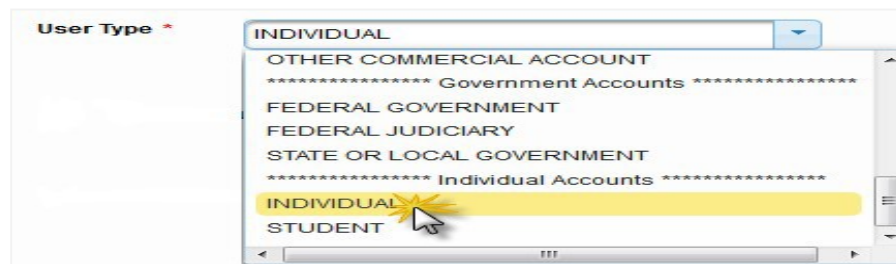 User Type *
INDIVIDUAL
OTHER COMMERCIAL ACCOUNT
**************** Government Accounts ****************
FEDERAL GOVERNMENT
FEDERAL JUDICIARY
STATE OR LOCAL GOVERNMENT
**************** Individual Accounts ****************
INDIVIDUAL
STUDENT